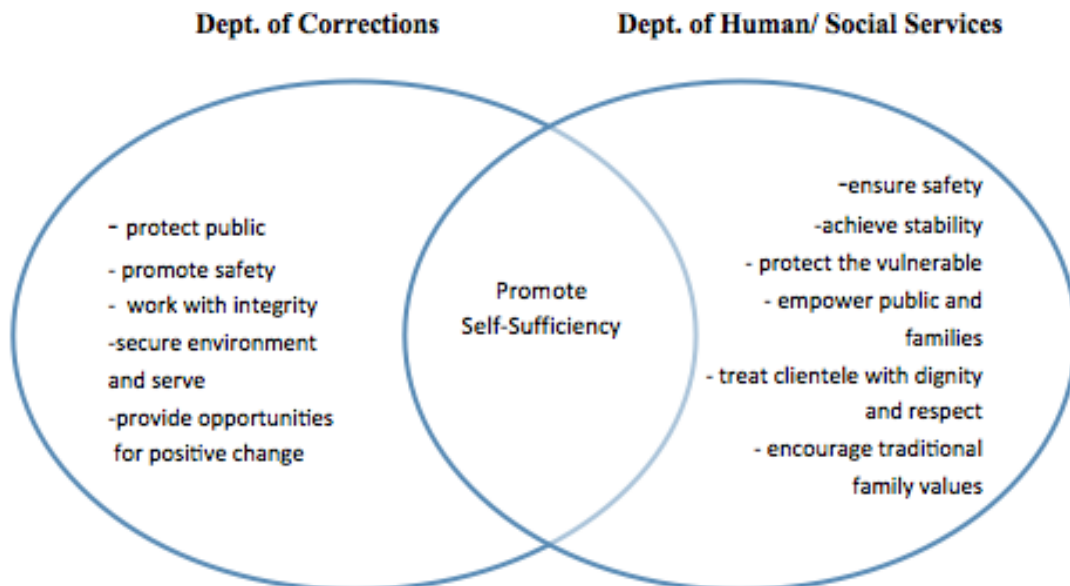 Dept. of Corrections
Dept. of Human/ Social Services
- protect public
- promote safety
- work with integrity
-secure environment
and serve
-provide opportunities
for positive change
Promote
Self-Sufficiency
-ensure safety
-achieve stability
- protect the vulnerable
- empower public and
families
- treat clientele with dignity
and respect
- encourage traditional
family values